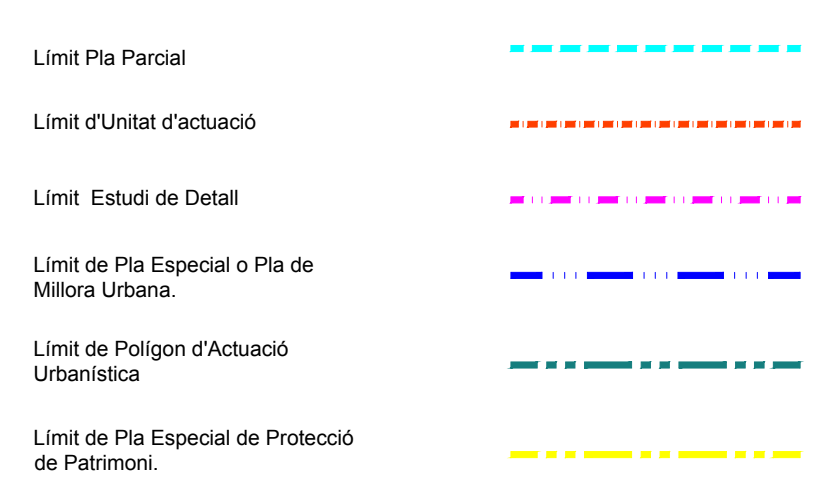 Límit Pla Parcial
Límit d'Unitat d'actuació
Límit  Estudi de Detall
Límit de Pla Especial o Pla de
Millora Urbana.
Límit de Polígon d'Actuació
Urbanística
Límit de Pla Especial de Protecció
de Patrimoni.